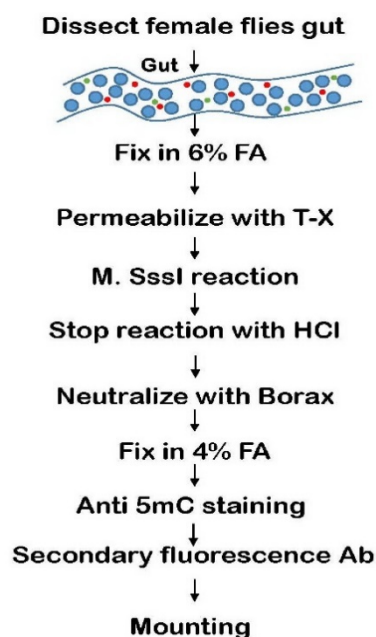 Dissect female flies gut
Gut
Fix in 6% FA
Permeabilize with T-X
M. SssI reaction
Stop reaction with HCl
Neutralize with Borax
Fix in 4% FA
Anti 5mC staining
Secondary fluorescence Ab
Mounting